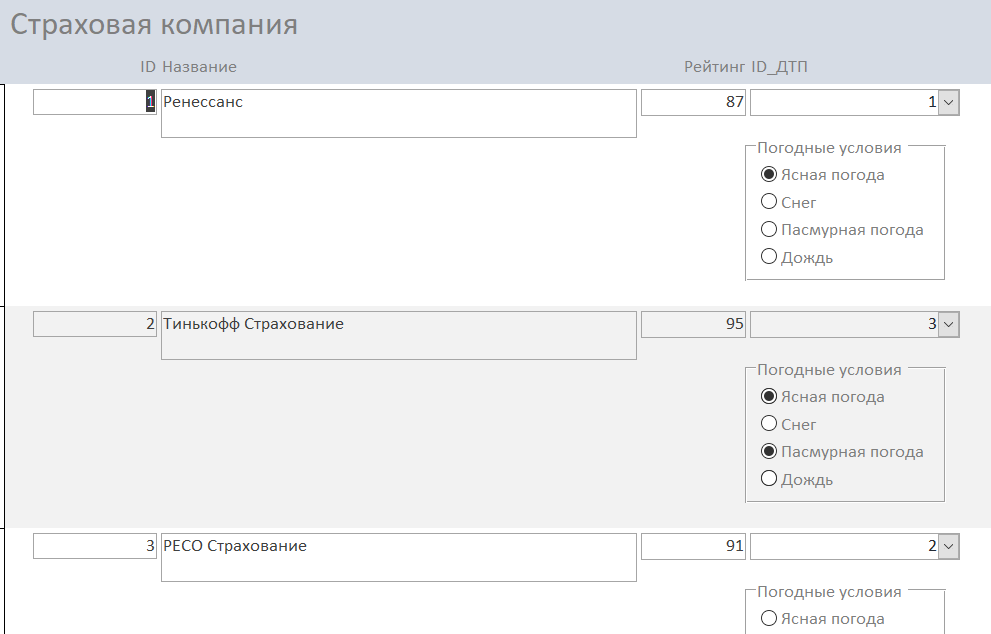 Страховая компания
ID Название Рейтинг ID_ДТП
1 Ренессанс 87 1
Погодные условия
Ясная погода
Снег
Пасмурная погода
Дождь
2 Тинькофф Страхование 95 3
Погодные условия
Ясная погода
Снег
Пасмурная погода
Дождь
3 РЕСО Страхование 91 2
Погодные условия
Ясная погода